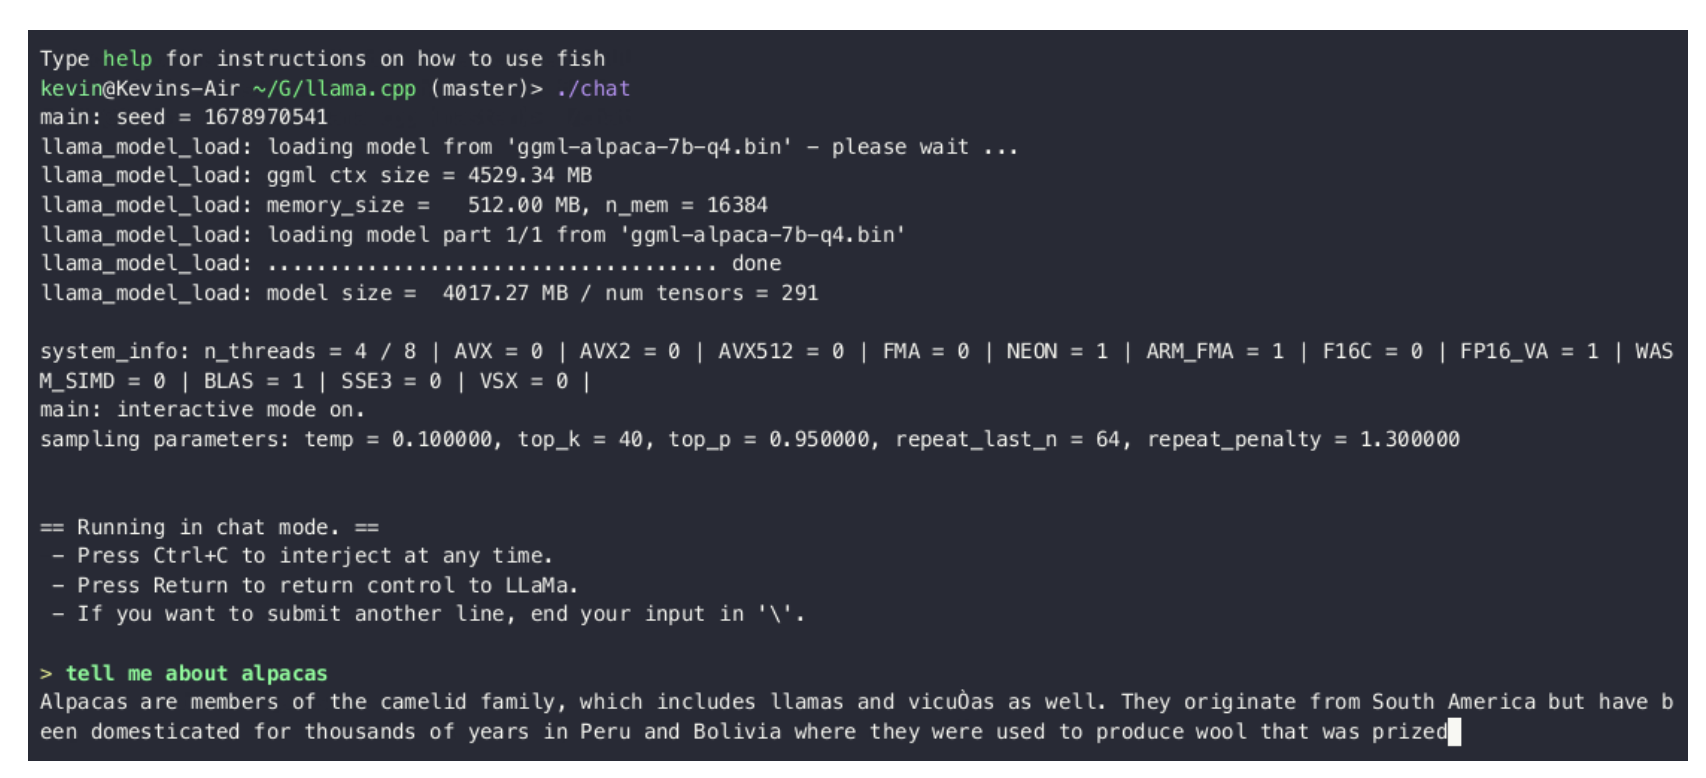 Type help for instructions on how to use fish
kevin@Kevins-Air ~/G/llama.cpp (master)> ./chat
main: seed = 1678970541
llama_model_load: loading model from 'ggml-alpaca-7b-q4.bin' - please wait ...
llama_model_load: ggml ctx size = 4529.34 MB
llama_model_load: memory_size =   512.00 MB, n_mem = 16384
llama_model_load: loading model part 1/1 from 'ggml-alpaca-7b-q4.bin'
llama_model_load: .................................... done
llama_model_load: model size =  4017.27 MB / num tensors = 291
system_info: n_threads = 4 / 8 | AVX = 0 | AVX2 = 0 | AVX512 = 0 | FMA = 0 | NEON = 1 | ARM_FMA = 1 | F16C = 0 | FP16_VA = 1 | WAS
M_SIMD = 0 | BLAS = 1 | SSE3 = 0 | VSX = 0 |
main: interactive mode on.
sampling parameters: temp = 0.100000, top_k = 40, top_p = 0.950000, repeat_last_n = 64, repeat_penalty = 1.300000
== Running in chat mode. ==
 - Press Ctrl+C to interject at any time.
 - Press Return to return control to LLaMa.
 - If you want to submit another line, end your input in '\'.
> tell me about alpacas
Alpacas are members of the camelid family, which includes llamas and vicuÒas as well. They originate from South America but have b
een domesticated for thousands of years in Peru and Bolivia where they were used to produce wool that was prized